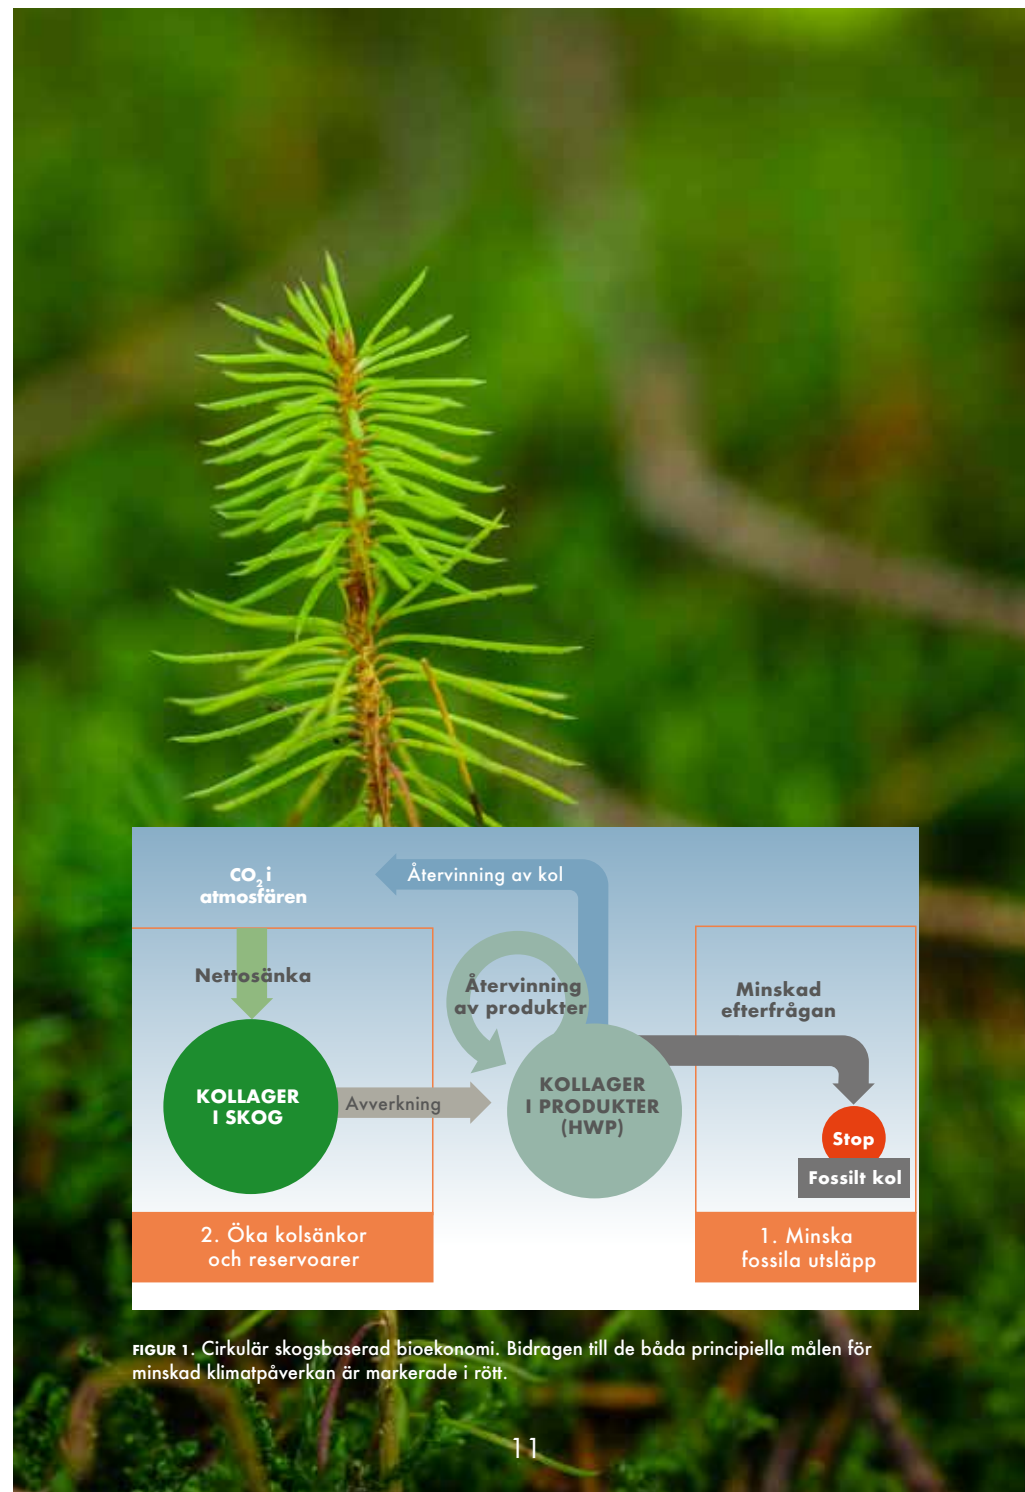 CO₂ i
atmosfären
Återvinning av kol
Nettosänka
Återvinning
av produkter
Minskad
efterfrågan
KOLLAGER
I SKOG
Avverkning
KOLLAGER
I PRODUKTER
(HWP)
Stop
Fossilt kol
2. Öka kolsänkor
och reservoarer
1. Minska
fossila utsläpp
FIGUR 1. Cirkulär skogsbaserad bioekonomi. Bidragen till de båda principiella målen för
minskad klimatpåverkan är markerade i rött.
11